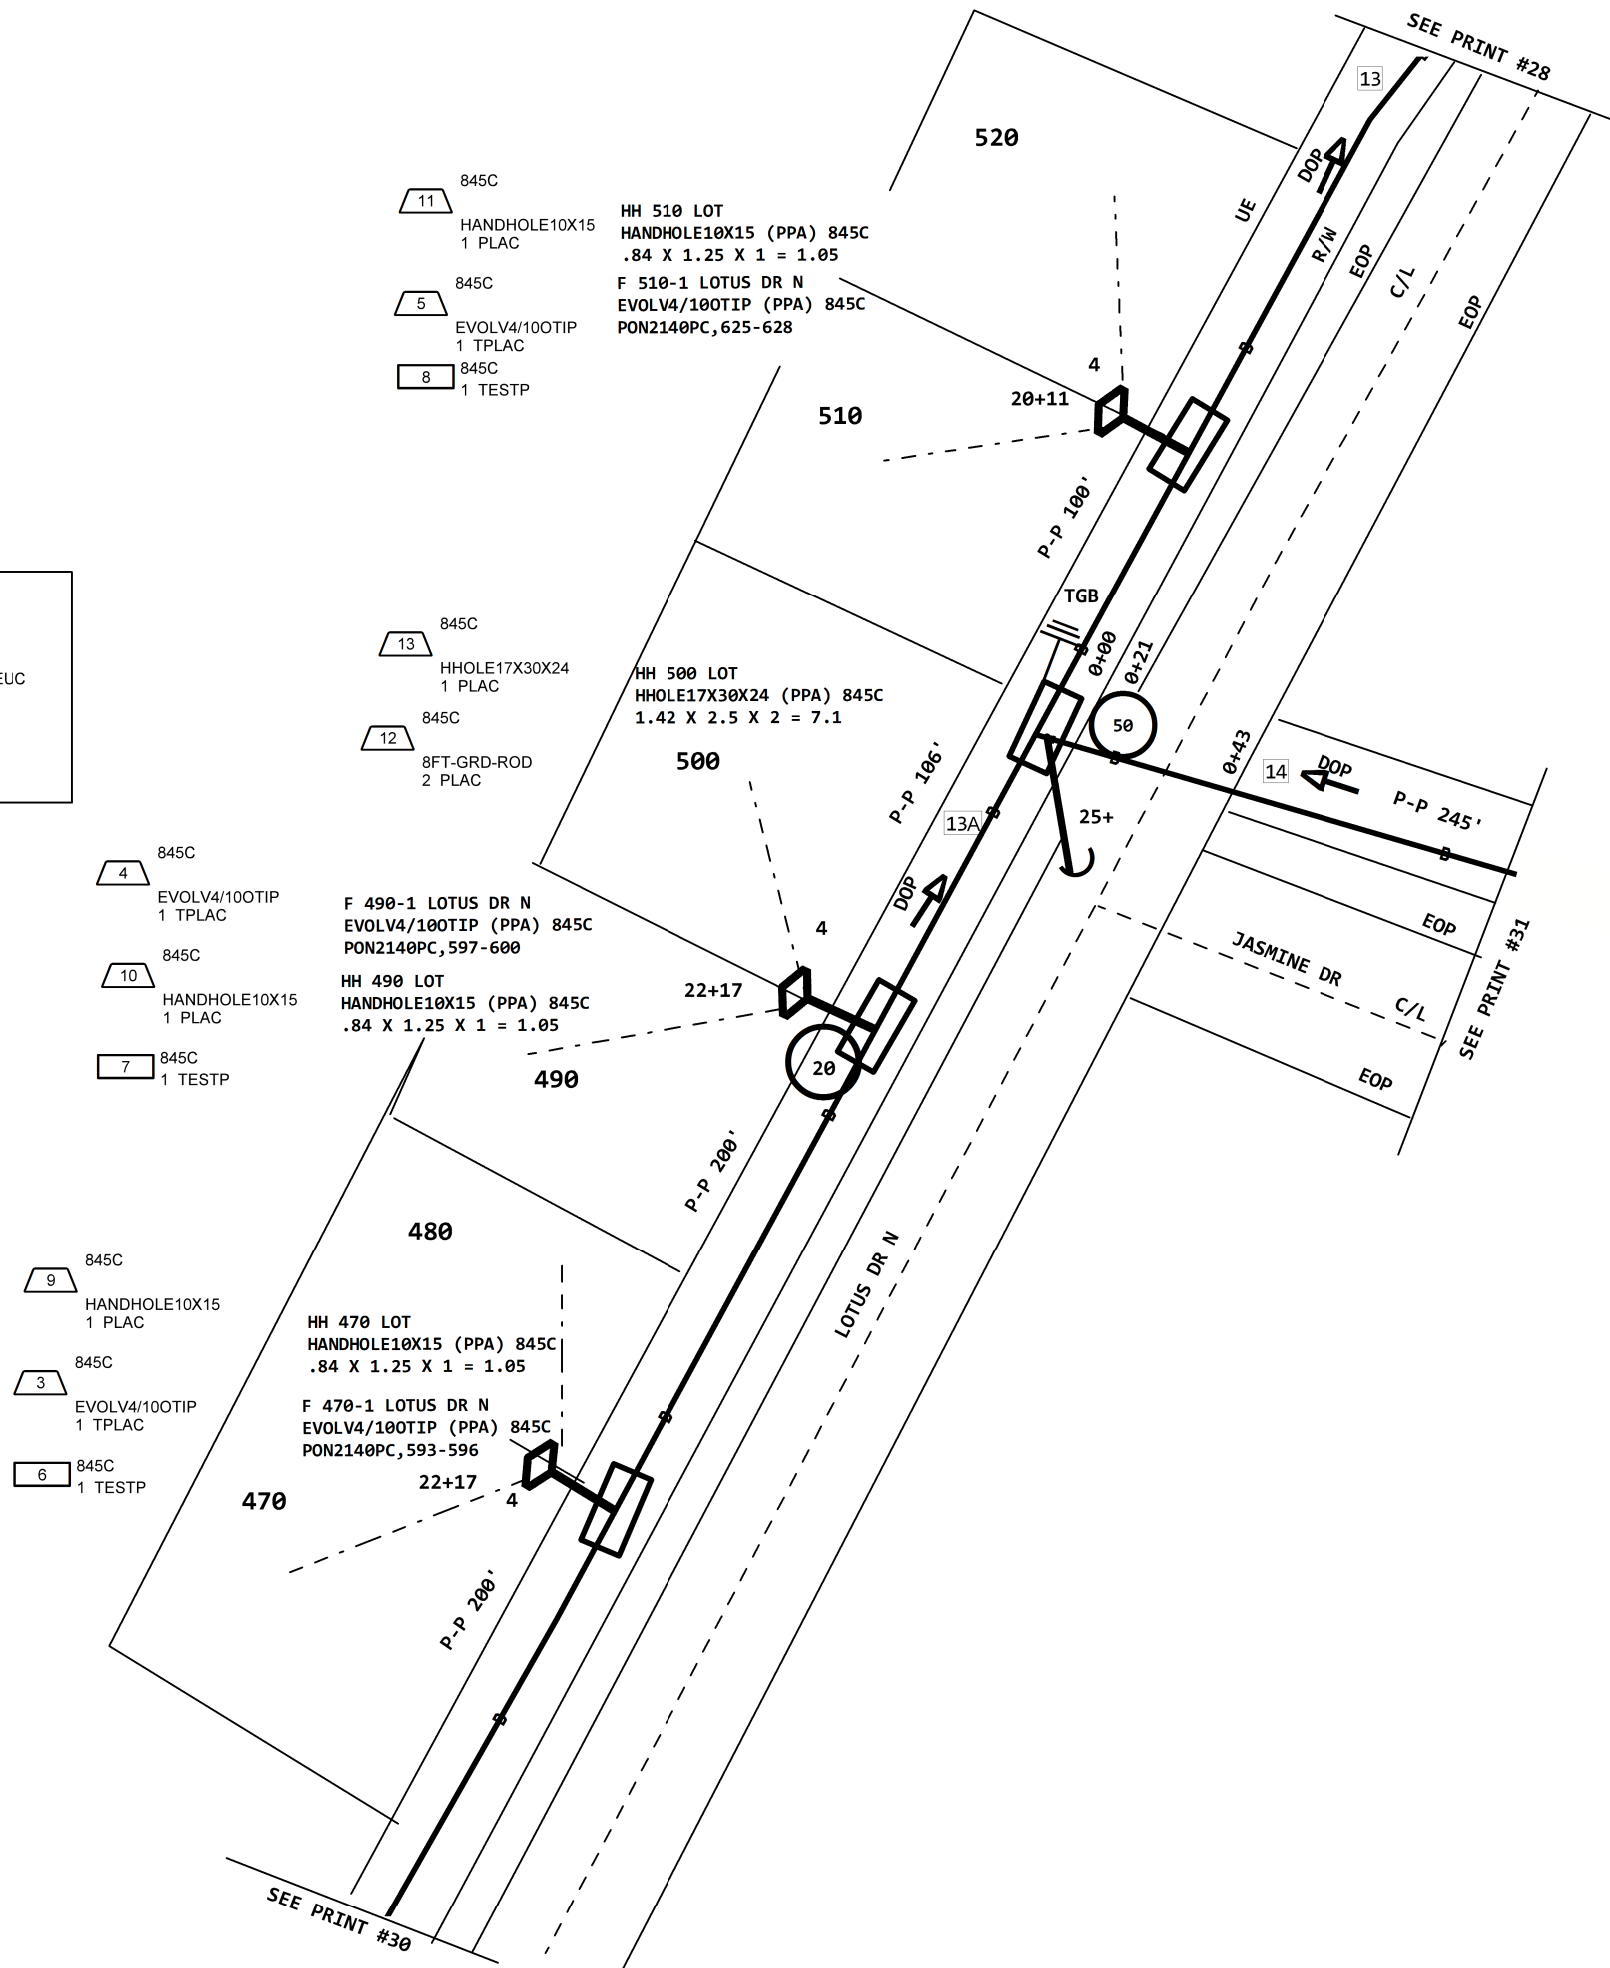 SEE PRINT #28
13
520
DOP
UE
R/W
EOP
C/L
EOP
11
845C
HANDHOLE10X15
1 PLAC
HH 510 LOT
HANDHOLE10X15 (PPA) 845C
.84 X 1.25 X 1 = 1.05
5
845C
EVOLV4/10OTIP
1 TPLAC
F 510-1 LOTUS DR N
EVOLV4/10OTIP (PPA) 845C
PON2140PC,625-628
8
845C
1 TESTP
4
20+11
510
P-P 100'
TGB
0+00
0+21
50
0+43
13
845C
HHOLE17X30X24
1 PLAC
HH 500 LOT
HHOLE17X30X24 (PPA) 845C
1.42 X 2.5 X 2 = 7.1
12
845C
8FT-GRD-ROD
2 PLAC
500
P-P 106'
13A
25+
14
DOP
P-P 245'
EUC
4
845C
EVOLV4/10OTIP
1 TPLAC
F 490-1 LOTUS DR N
EVOLV4/10OTIP (PPA) 845C
PON2140PC,597-600
10
845C
HANDHOLE10X15
1 PLAC
HH 490 LOT
HANDHOLE10X15 (PPA) 845C
.84 X 1.25 X 1 = 1.05
7
845C
1 TESTP
DOP
4
22+17
20
490
EOP
JASMINE DR
C/L
EOP
SEE PRINT #31
P-P 200'
480
LOTUS DR N
9
845C
HANDHOLE10X15
1 PLAC
HH 470 LOT
HANDHOLE10X15 (PPA) 845C
.84 X 1.25 X 1 = 1.05
3
845C
EVOLV4/10OTIP
1 TPLAC
F 470-1 LOTUS DR N
EVOLV4/10OTIP (PPA) 845C
PON2140PC,593-596
6
845C
1 TESTP
22+17
4
470
P-P 200'
SEE PRINT #30